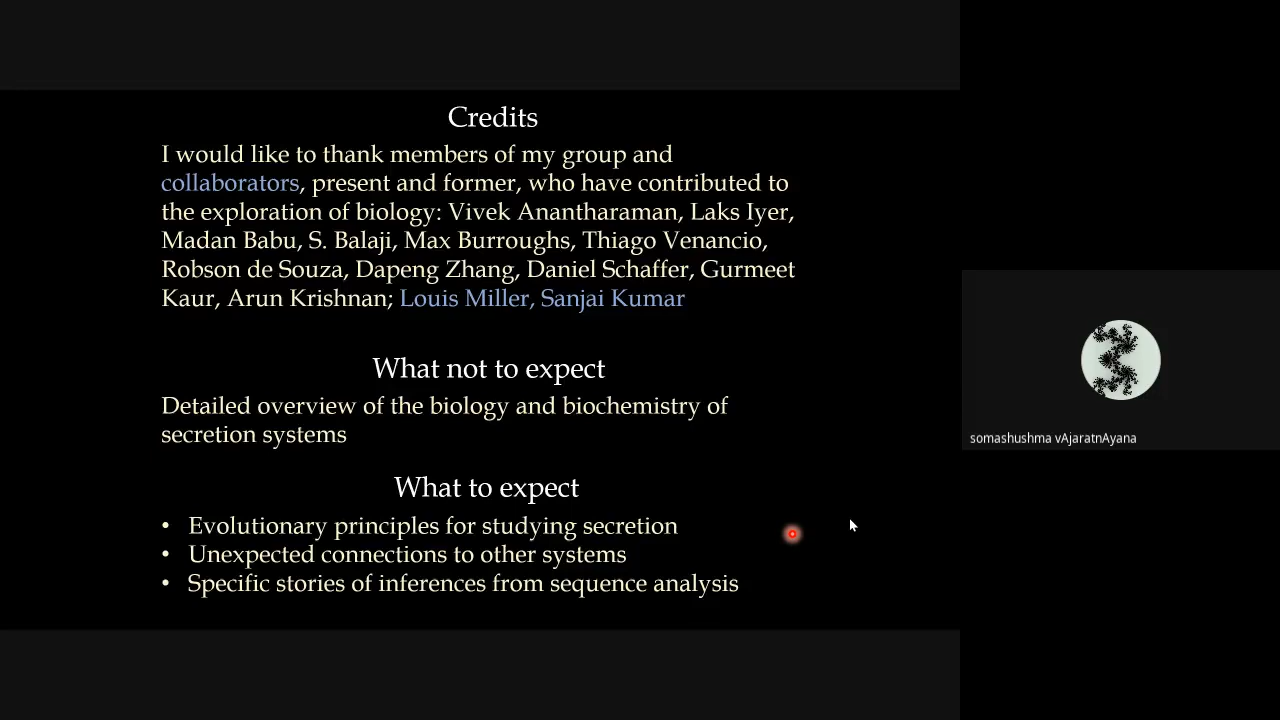 Credits
I would like to thank members of my group and
collaborators, present and former, who have contributed to
the exploration of biology: Vivek Anantharaman, Laks Iyer,
Madan Babu, S. Balaji, Max Burroughs, Thiago Venancio,
Robson de Souza, Dapeng Zhang, Daniel Schaffer, Gurmeet
Kaur, Arun Krishnan; Louis Miller, Sanjai Kumar
What not to expect
Detailed overview of the biology and biochemistry of
secretion systems
What to expect
• Evolutionary principles for studying secretion
• Unexpected connections to other systems
• Specific stories of inferences from sequence analysis
somashushma vAjaratnAyana